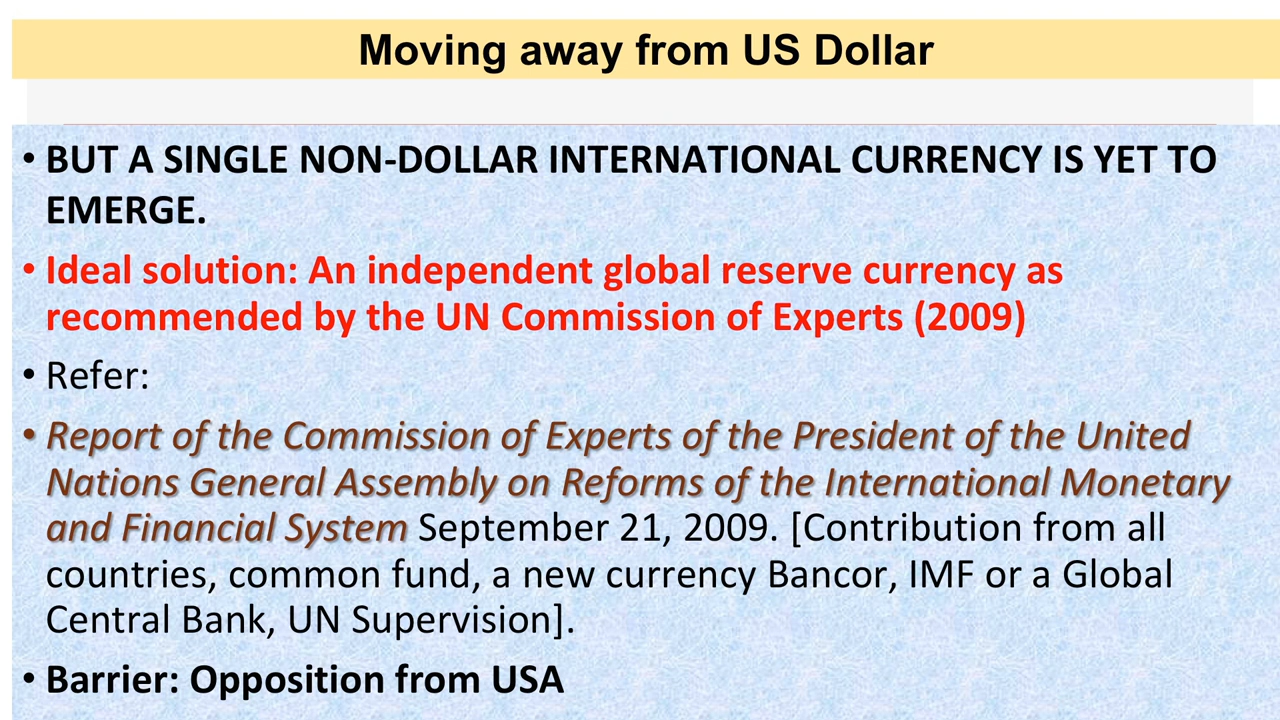 Moving away from US Dollar
• BUT A SINGLE NON-DOLLAR INTERNATIONAL CURRENCY IS YET TO
EMERGE.
• Ideal solution: An independent global reserve currency as
recommended by the UN Commission of Experts (2009)
• Refer:
• Report of the Commission of Experts of the President of the United
Nations General Assembly on Reforms of the International Monetary
and Financial System September 21, 2009. [Contribution from all
countries, common fund, a new currency Bancor, IMF or a Global
Central Bank, UN Supervision].
• Barrier: Opposition from USA